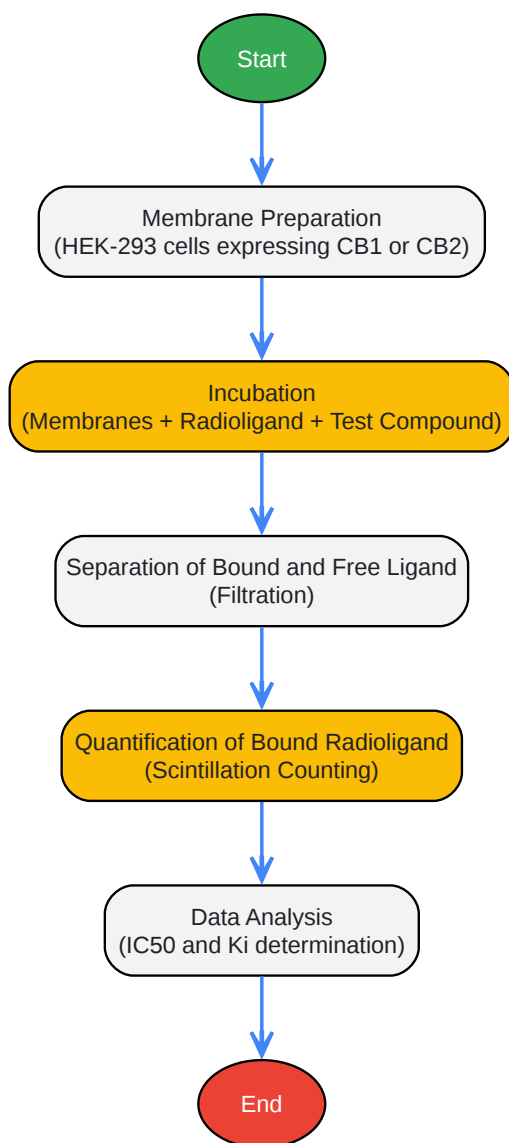 Start
Membrane Preparation
(HEK-293 cells expressing CB1 or CB2)
Incubation
(Membranes + Radioligand + Test Compound)
Separation of Bound and Free Ligand
(Filtration)
Quantification of Bound Radioligand
(Scintillation Counting)
Data Analysis
(IC50 and Ki determination)
End